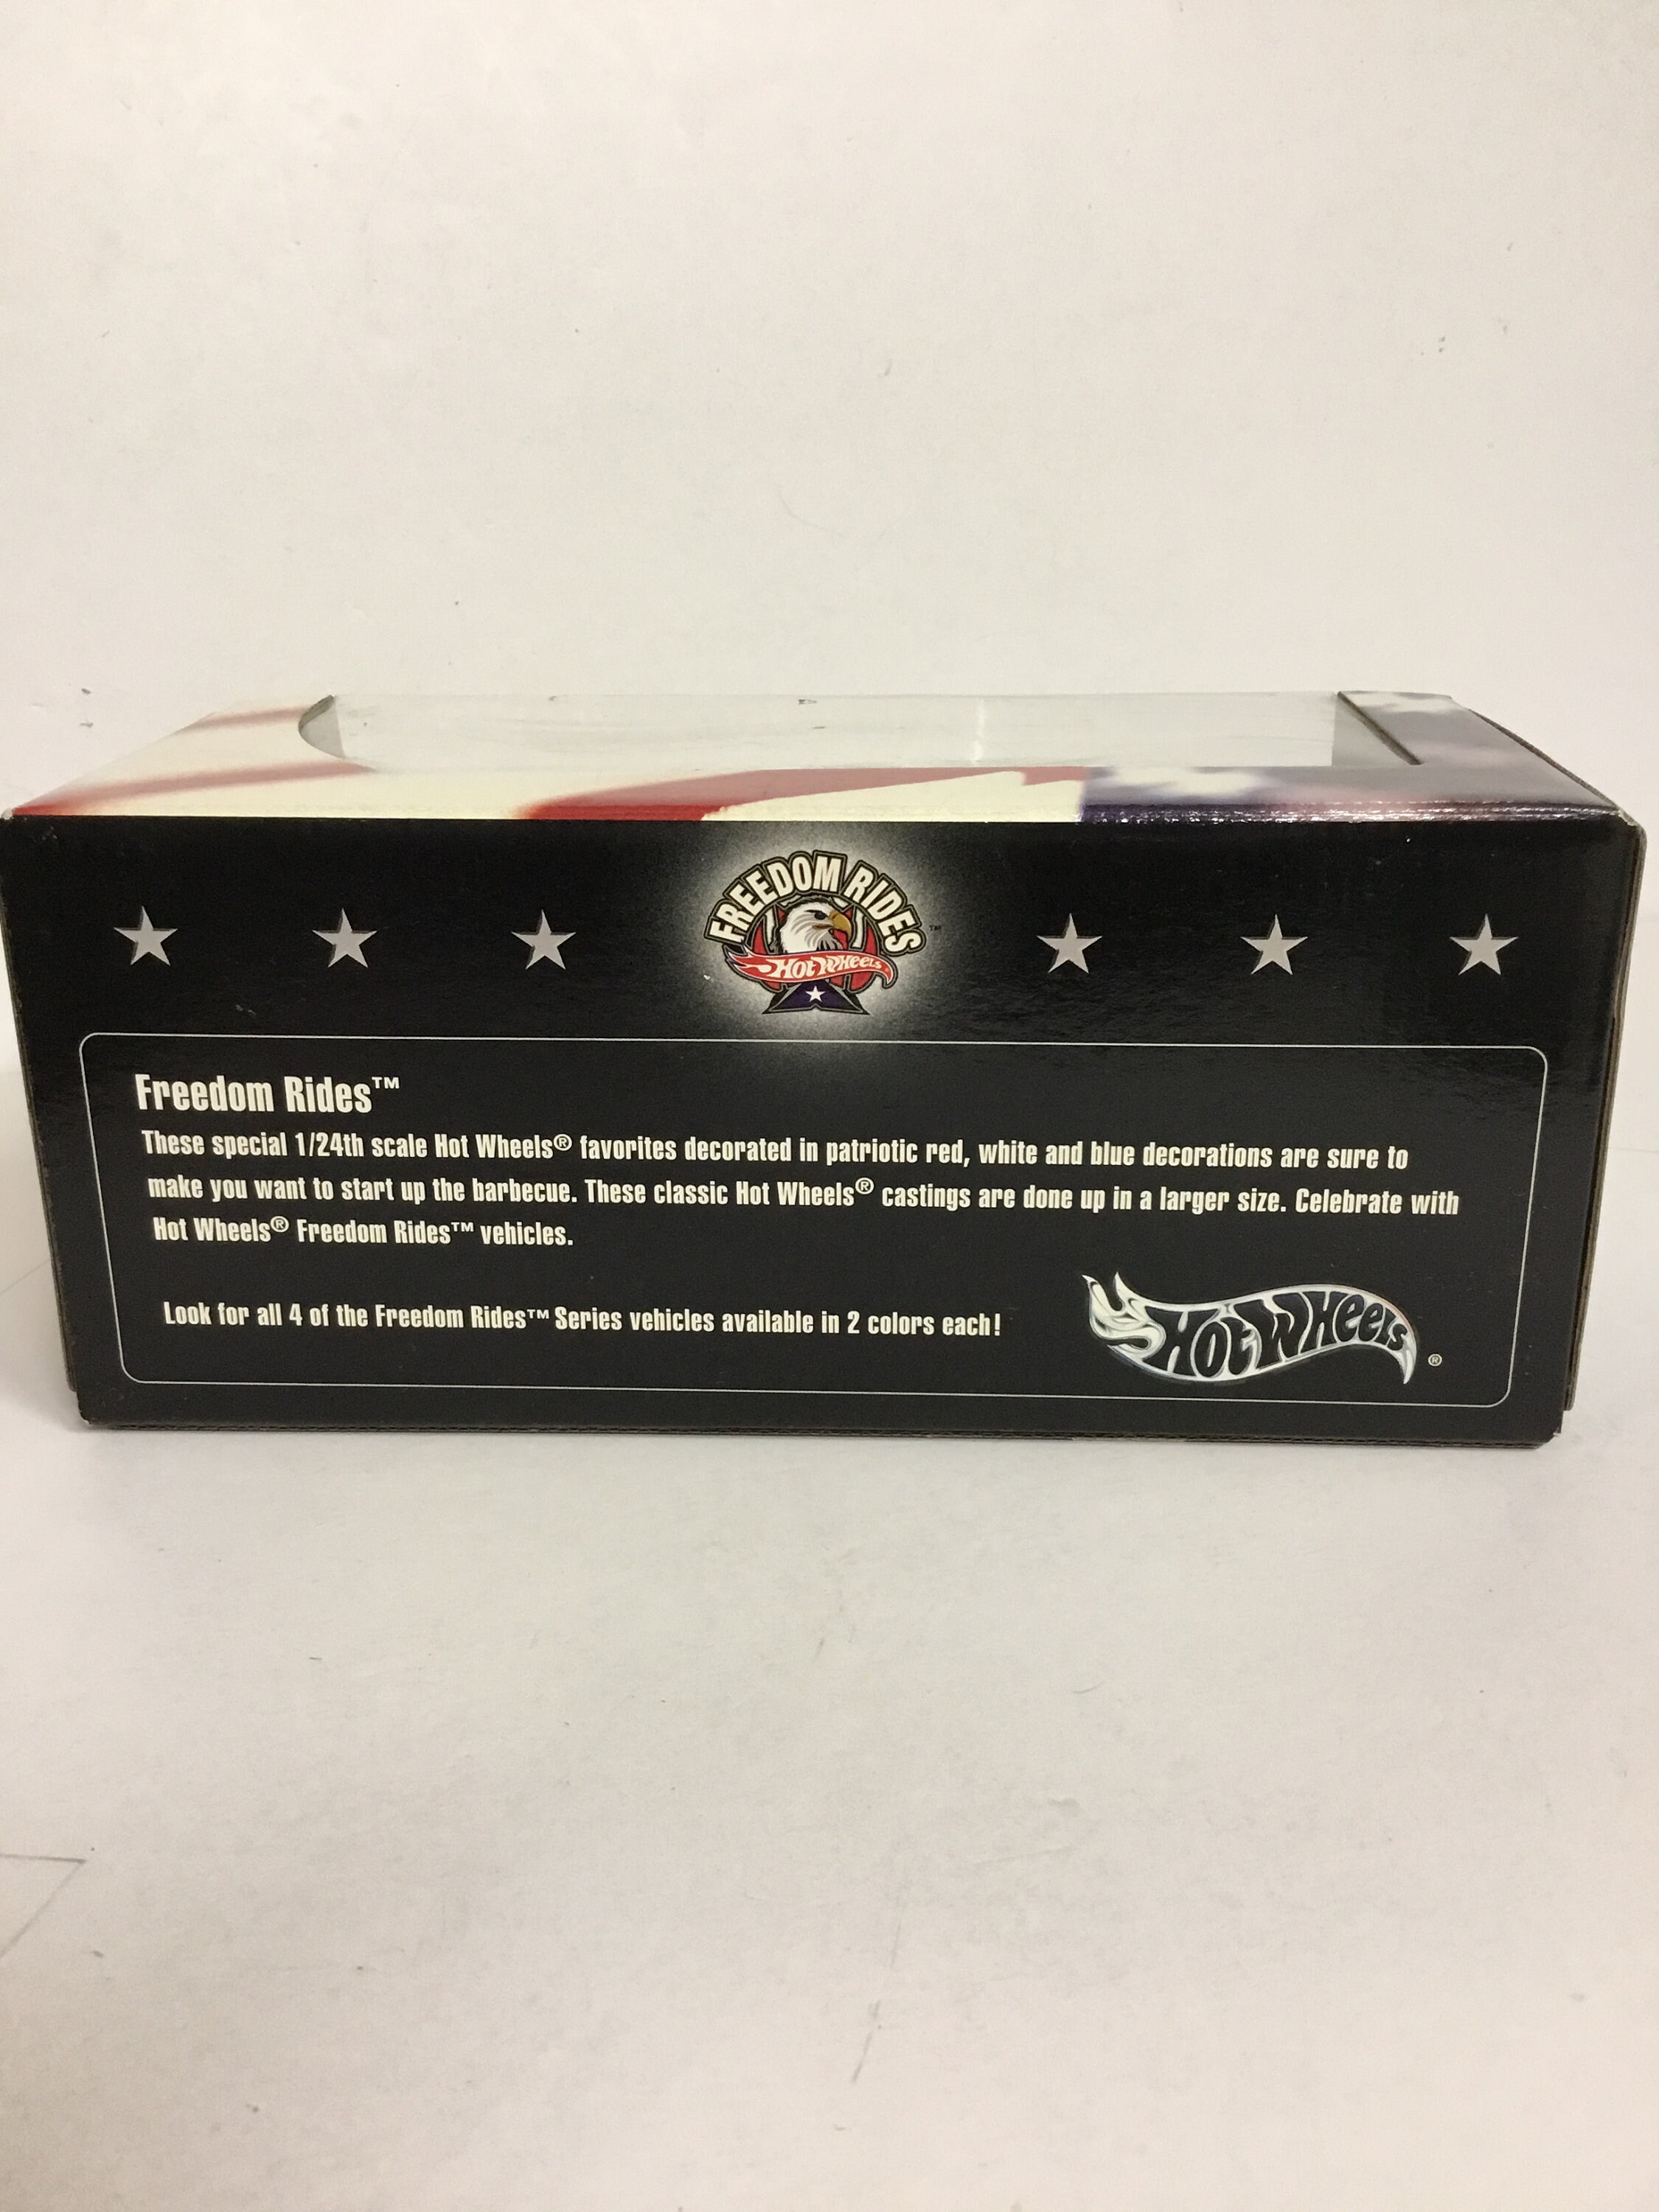 FREEDOM RIDES™
Hot Wheels
Freedom Rides™
These special 1/24th scale Hot Wheels® favorites decorated in patriotic red, white and blue decorations are sure to
make you want to start up the barbecue. These classic Hot Wheels® castings are done up in a larger size. Celebrate with
Hot Wheels® Freedom Rides™ vehicles.
Look for all 4 of the Freedom Rides™ Series vehicles available in 2 colors each!
Hot Wheels®